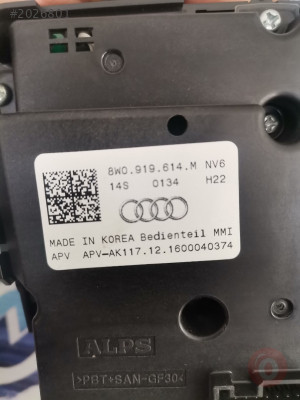 #2026801
8W0.919.614.M NV6
14S 0134 H22
MADE IN KOREA Bedienteil MMI
APV APV-AK117.12.1600040374
ALPS
>PBT+SAN-GF30<